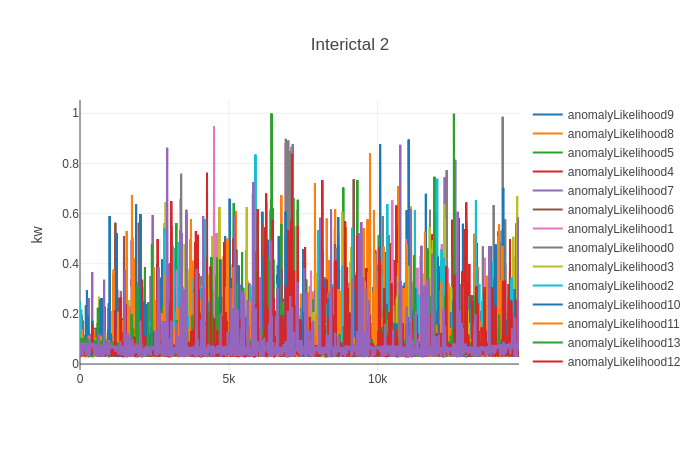 Interictal 2
kw
1
0.8
0.6
0.4
0.2
0
0
5k
10k
anomalyLikelihood9
anomalyLikelihood8
anomalyLikelihood5
anomalyLikelihood4
anomalyLikelihood7
anomalyLikelihood6
anomalyLikelihood1
anomalyLikelihood0
anomalyLikelihood3
anomalyLikelihood2
anomalyLikelihood10
anomalyLikelihood11
anomalyLikelihood13
anomalyLikelihood12